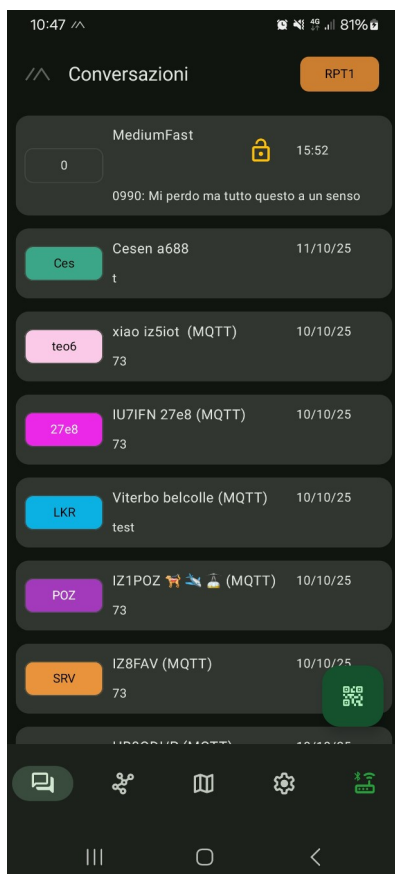 10:47
4G
81%
Conversazioni
RPT1
MediumFast
0
15:52
0990: Mi perdo ma tutto questo a un senso
Ces
Cesen a688
11/10/25
t
teo6
xiao iz5iot (MQTT)
10/10/25
73
27e8
IU7IFN 27e8 (MQTT)
10/10/25
73
LKR
Viterbo belcolle (MQTT)
10/10/25
test
POZ
IZ1POZ 🐕 🛩 🚡 (MQTT)
10/10/25
73
SRV
IZ8FAV (MQTT)
10/10/25
73